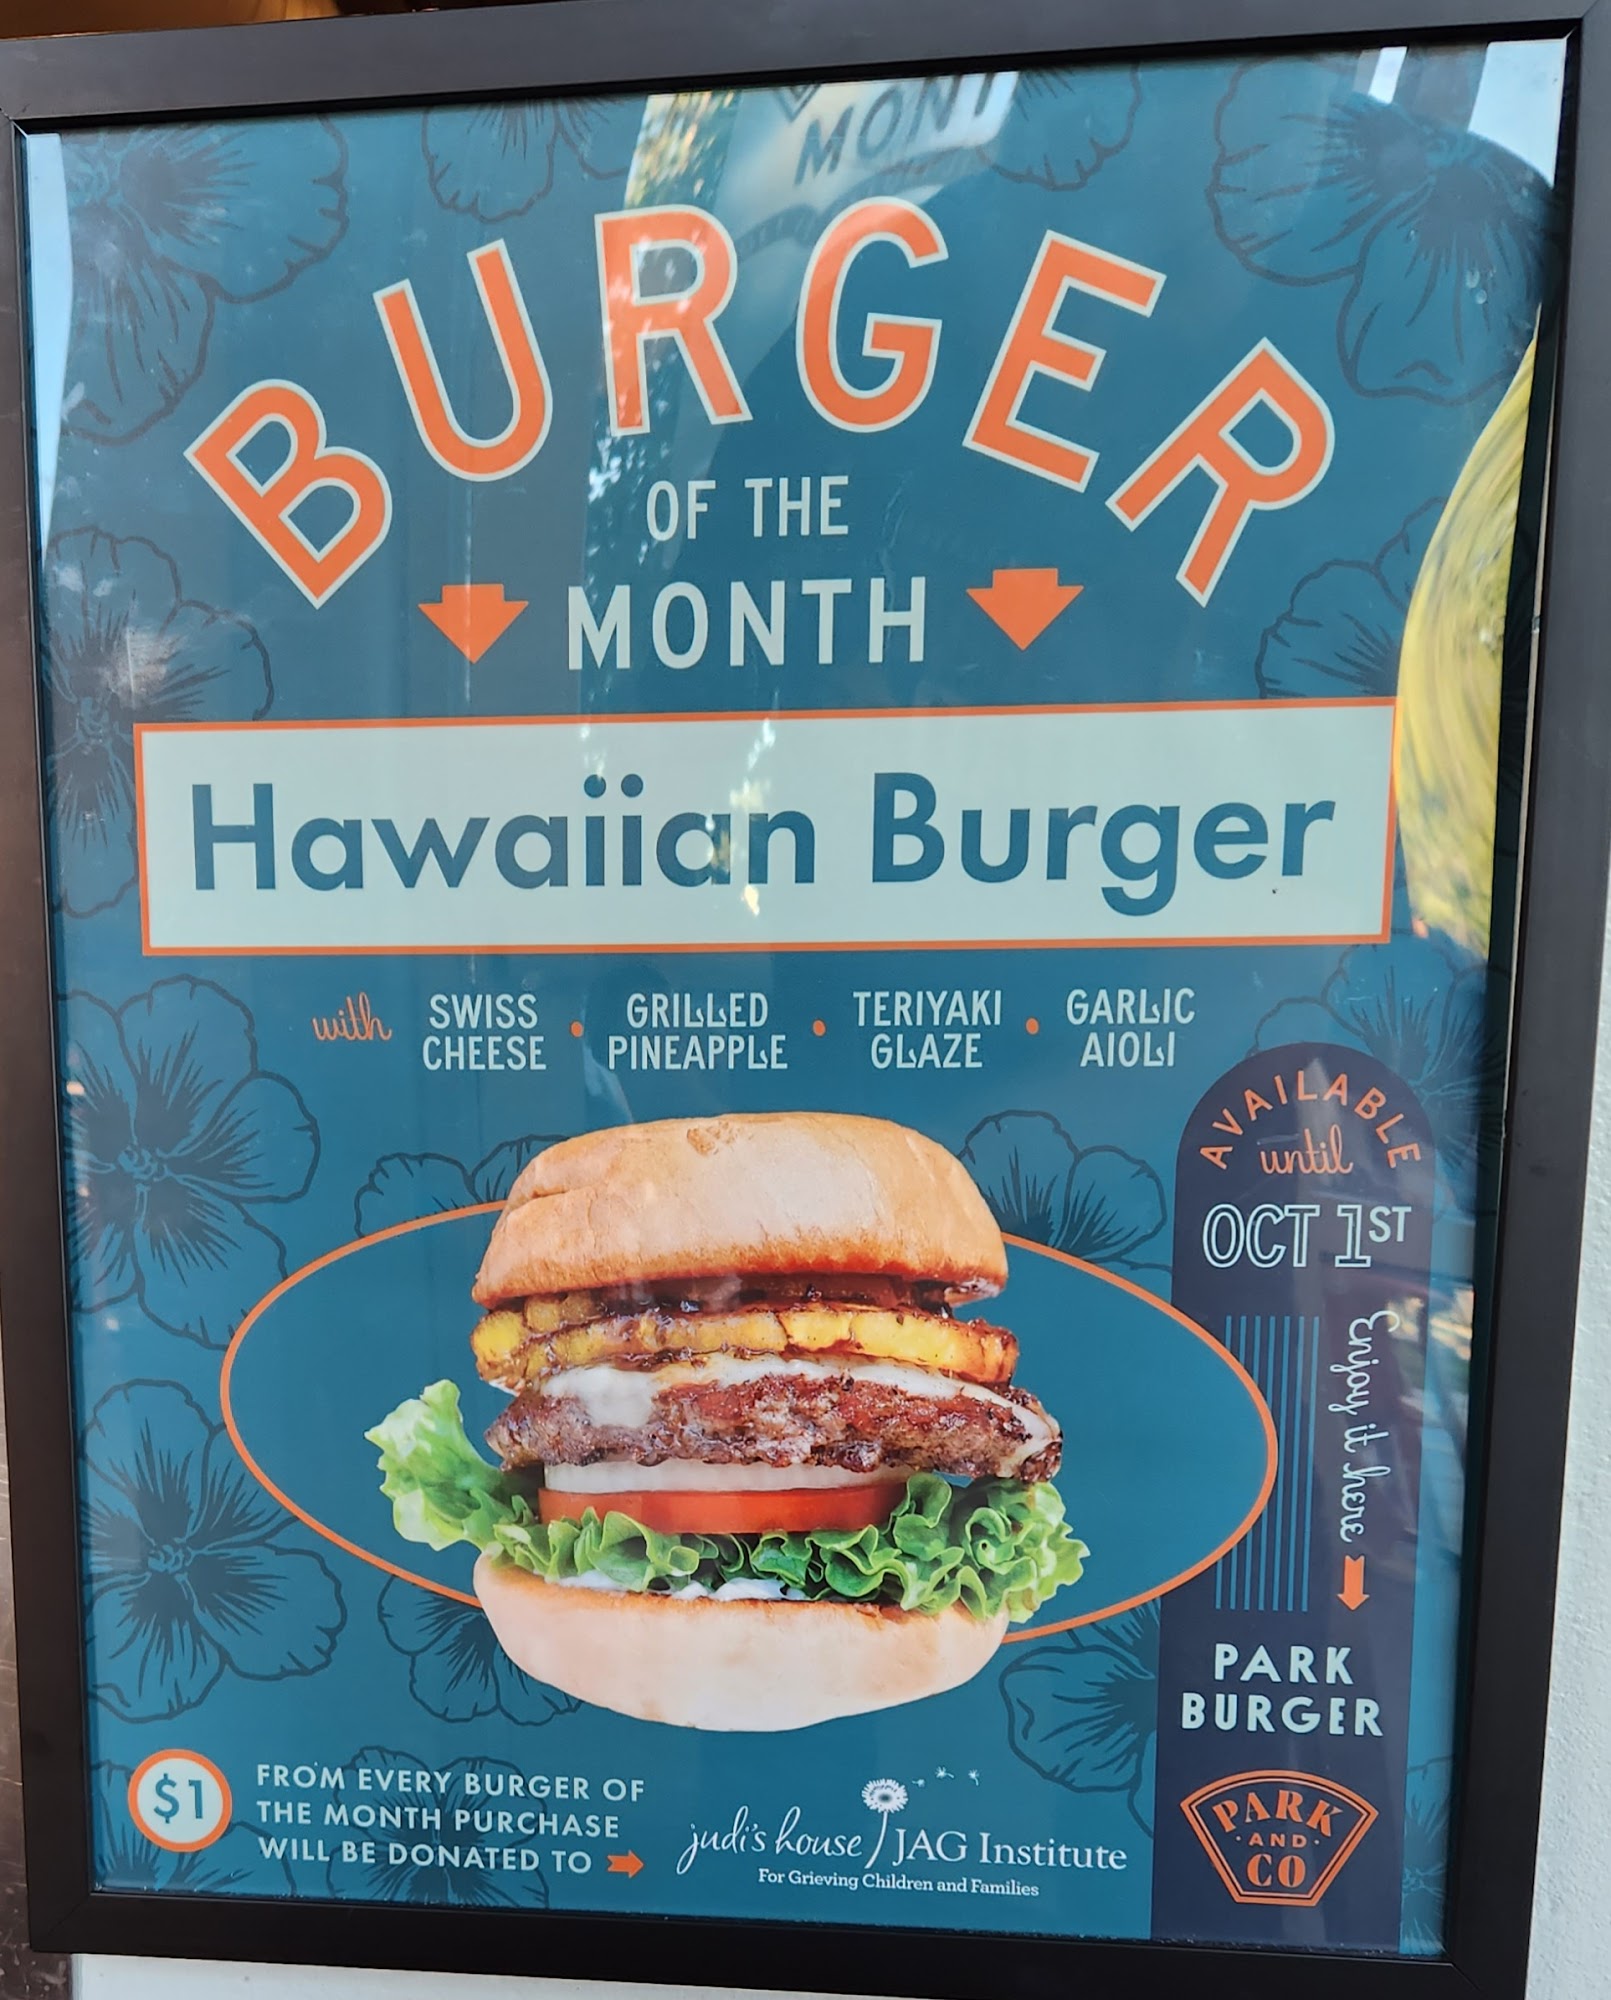 MONT
BURGER
OF THE
MONTH
Hawaiian Burger
with SWISS CHEESE • GRILLED PINEAPPLE • TERIYAKI GLAZE • GARLIC AIOLI
AVAILABLE
until
OCT 1ST
Enjoy it here
PARK
BURGER
PARK
·AND·
CO
$1
FROM EVERY BURGER OF
THE MONTH PURCHASE
WILL BE DONATED TO
judi's house / JAG Institute
For Grieving Children and Families